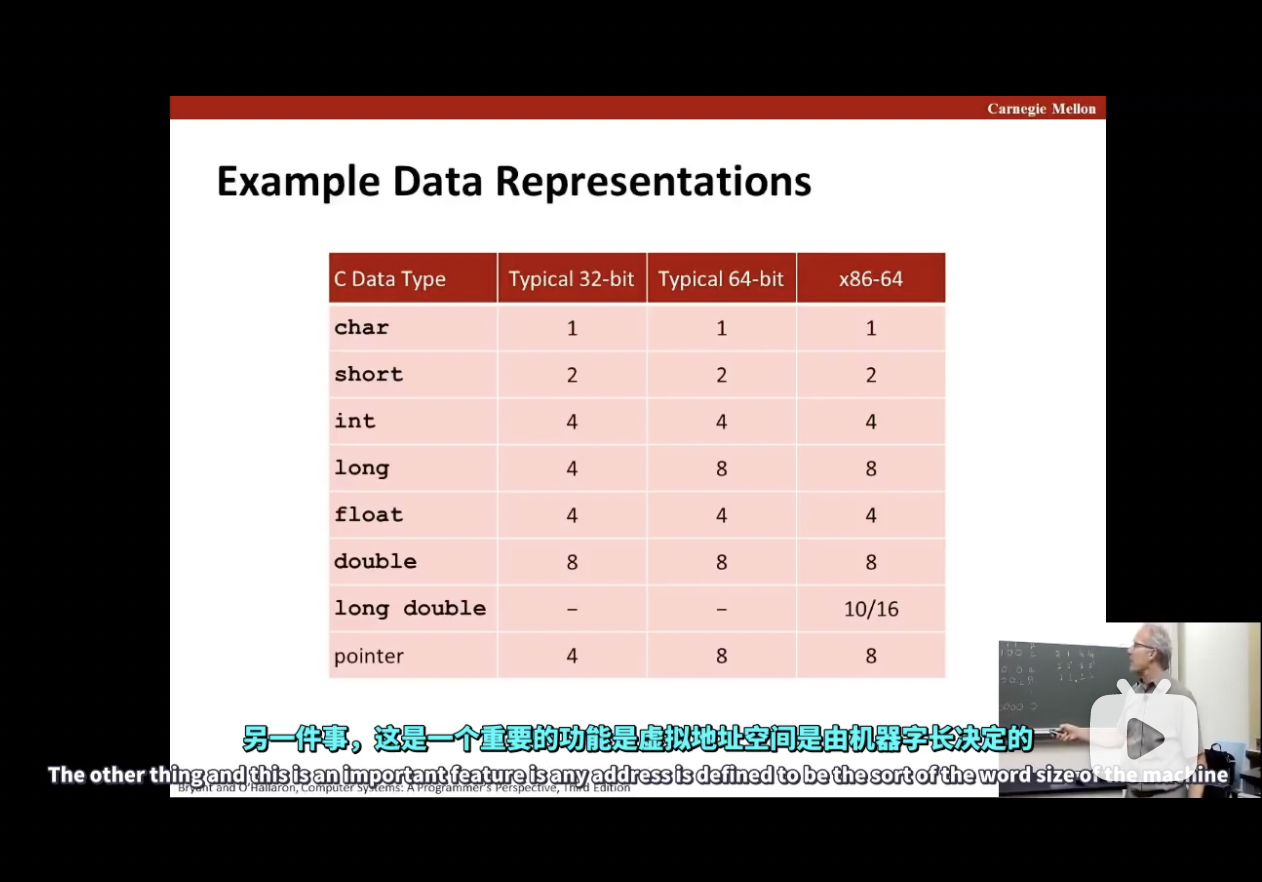 Carnegie Mellon
Example Data Representations
C Data Type Typical 32-bit Typical 64-bit x86-64
char 1 1 1
short 2 2 2
int 4 4 4
long 4 8 8
float 4 4 4
double 8 8 8
long double – – 10/16
pointer 4 8 8
另一件事，这是一个重要的功能是虚拟地址空间是由机器字长决定的
The other thing and this is an important feature is any address is defined to be the sort of the word size of the machine
Bryant and O'Hallaron, Computer Systems: A Programmer's Perspective, Third Edition